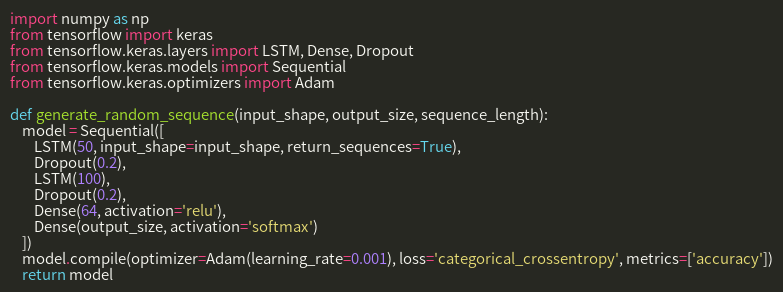 import numpy as np
from tensorflow import keras
from tensorflow.keras.layers import LSTM, Dense, Dropout
from tensorflow.keras.models import Sequential
from tensorflow.keras.optimizers import Adam

def generate_random_sequence(input_shape, output_size, sequence_length):
    model = Sequential([
        LSTM(50, input_shape=input_shape, return_sequences=True),
        Dropout(0.2),
        LSTM(100),
        Dropout(0.2),
        Dense(64, activation='relu'),
        Dense(output_size, activation='softmax')
    ])
    model.compile(optimizer=Adam(learning_rate=0.001), loss='categorical_crossentropy', metrics=['accuracy'])
    return model